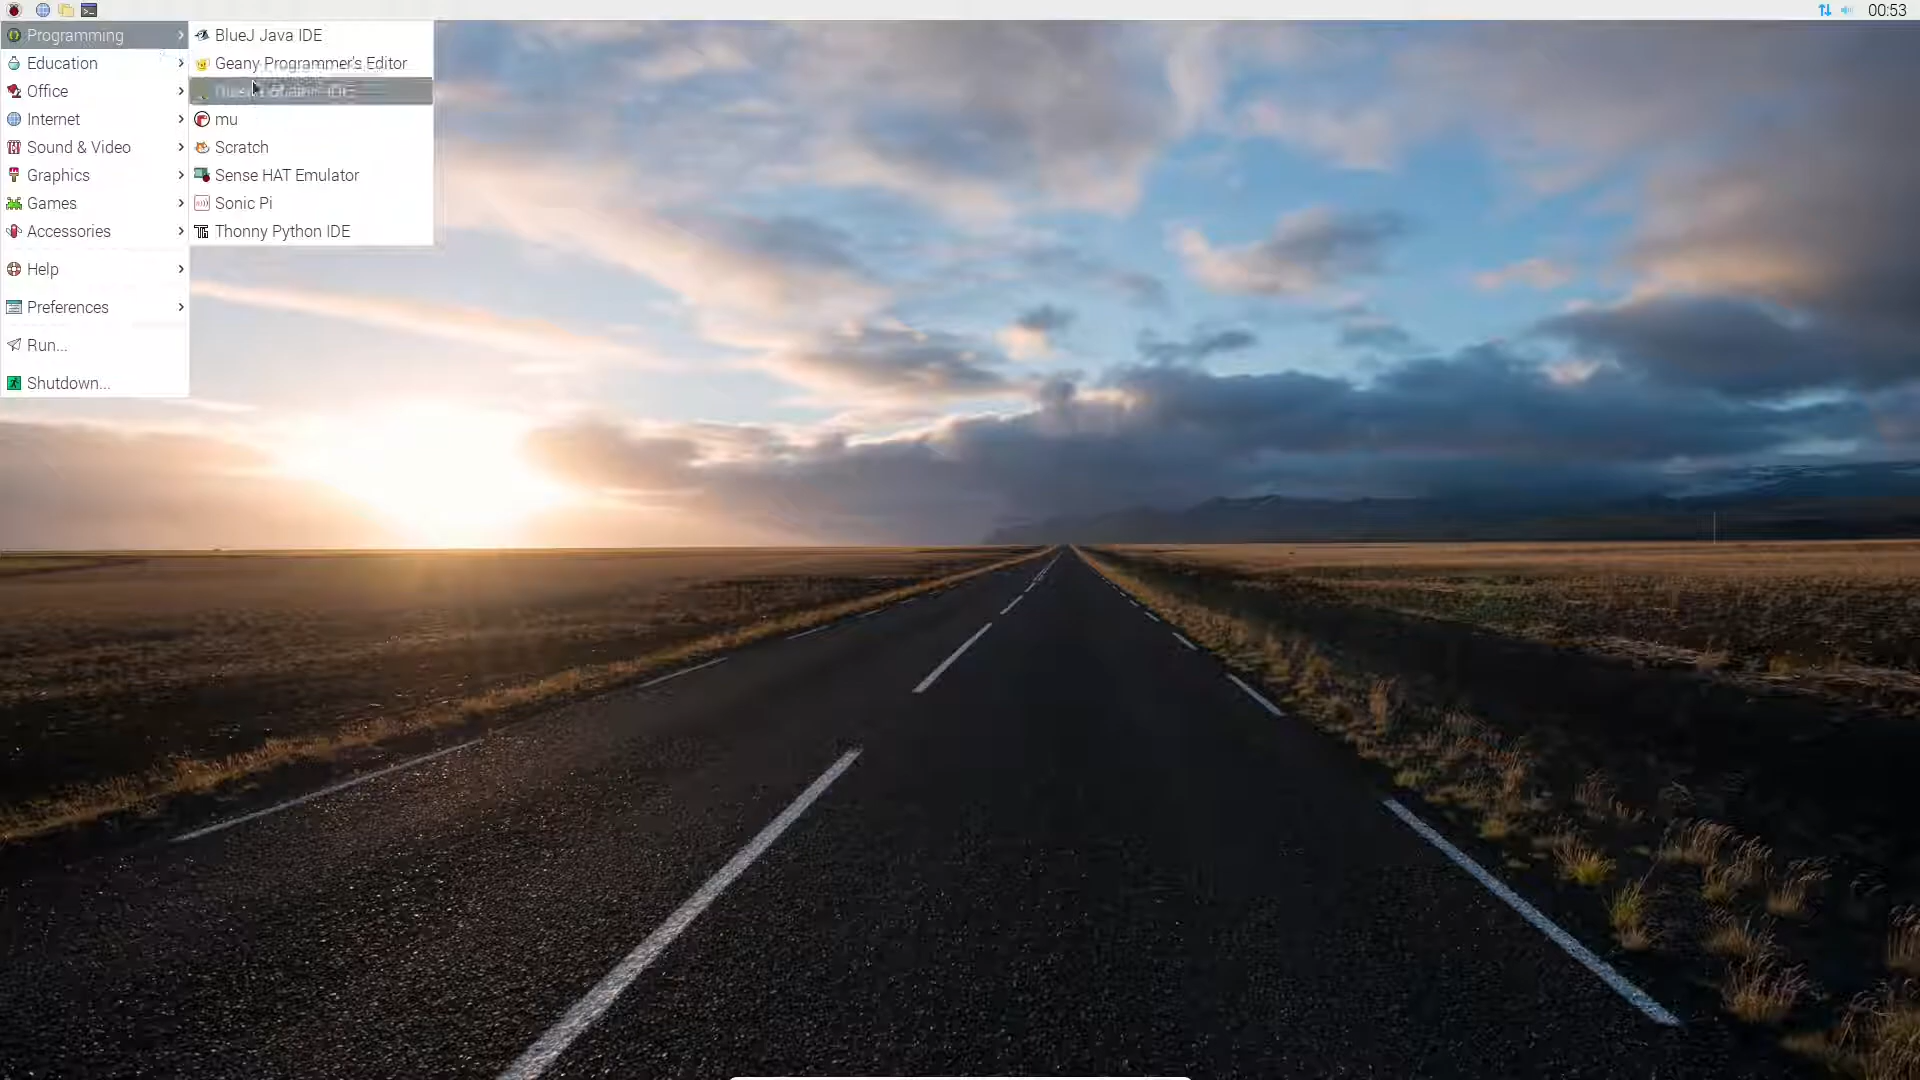 00:53
Programming
Education
Office
Internet
Sound & Video
Graphics
Games
Accessories
Help
Preferences
Run...
Shutdown...
BlueJ Java IDE
Geany Programmer's Editor
IDE
mu
Scratch
Sense HAT Emulator
Sonic Pi
Thonny Python IDE